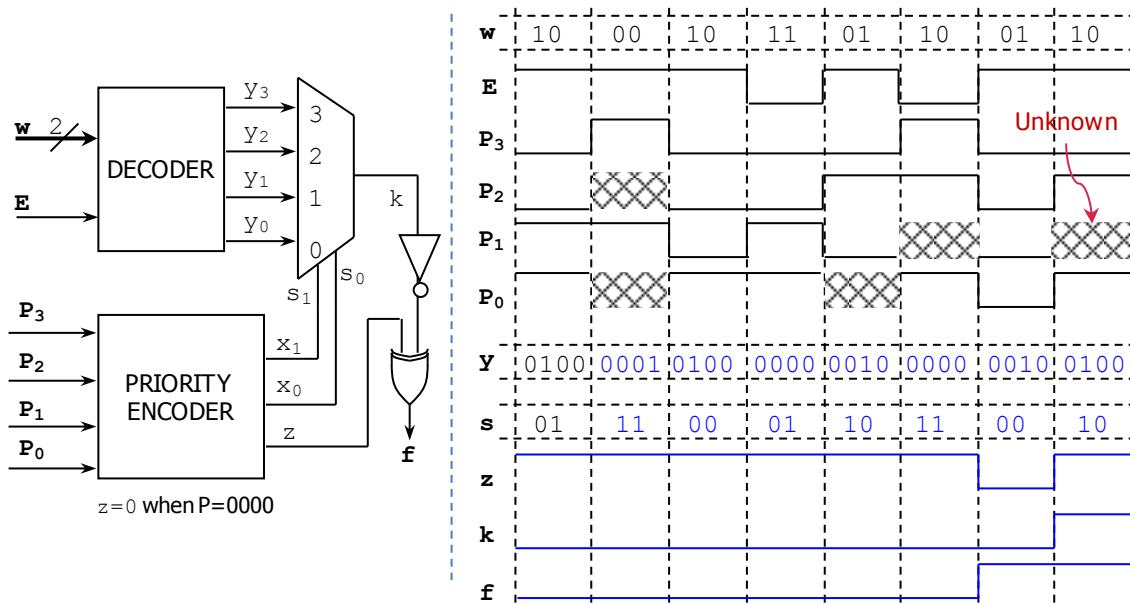 w 2
E
DECODER
y3
y2
y1
y0
3
2
1
0
s1 s0
k
P3
P2
P1
P0
PRIORITY
ENCODER
x1
x0
z
f
z=0 when P=0000
w 10 00 10 11 01 10 01 10
E
P3
Unknown
P2
P1
P0
y 0100 0001 0100 0000 0010 0000 0010 0100
s 01 11 00 01 10 11 00 10
z
k
f